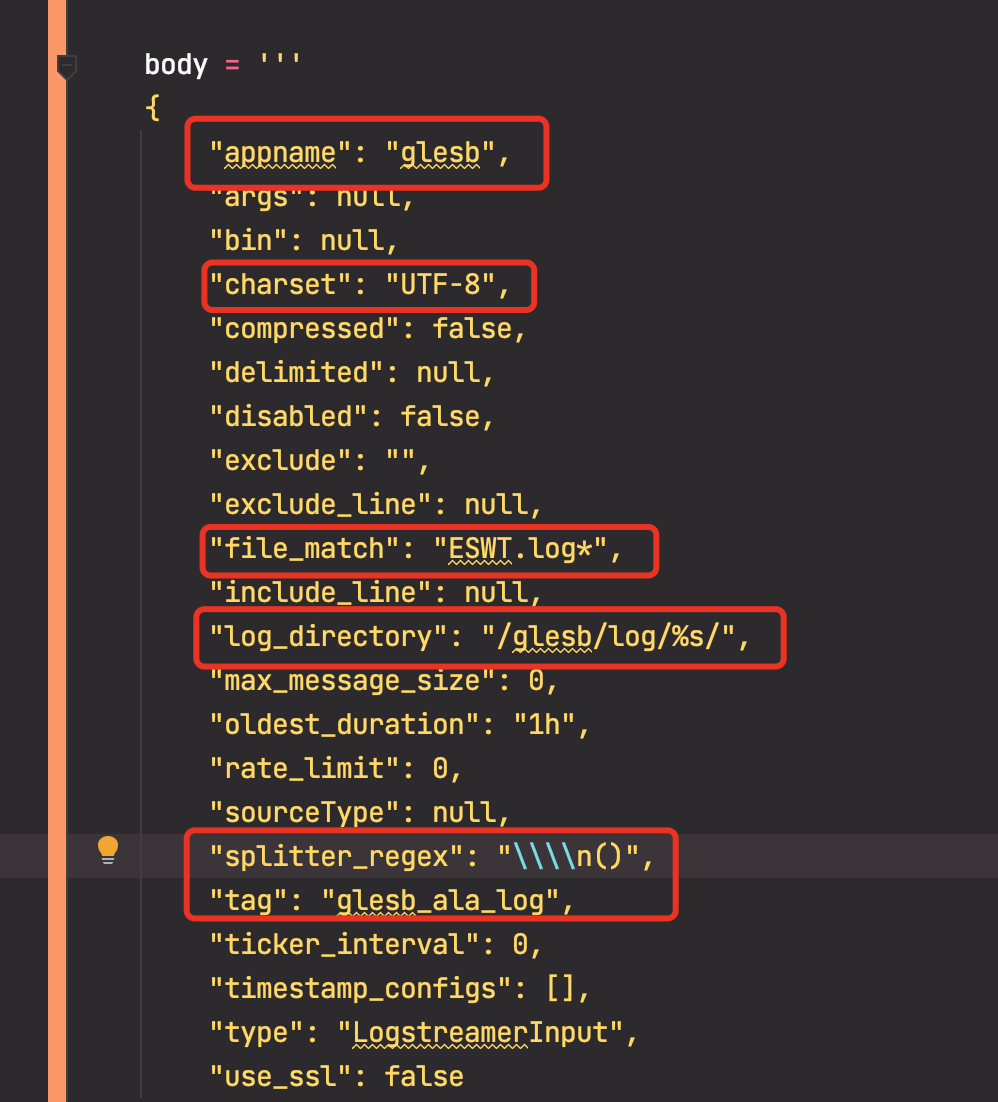 body = '''
{
"appname": "glesb",
"args": null,
"bin": null,
"charset": "UTF-8",
"compressed": false,
"delimited": null,
"disabled": false,
"exclude": "",
"exclude_line": null,
"file_match": "ESWT.log*",
"include_line": null,
"log_directory": "/glesb/log/%s/",
"max_message_size": 0,
"oldest_duration": "1h",
"rate_limit": 0,
"sourceType": null,
"splitter_regex": "\\\\n()",
"tag": "glesb_ala_log",
"ticker_interval": 0,
"timestamp_configs": [],
"type": "LogstreamerInput",
"use_ssl": false